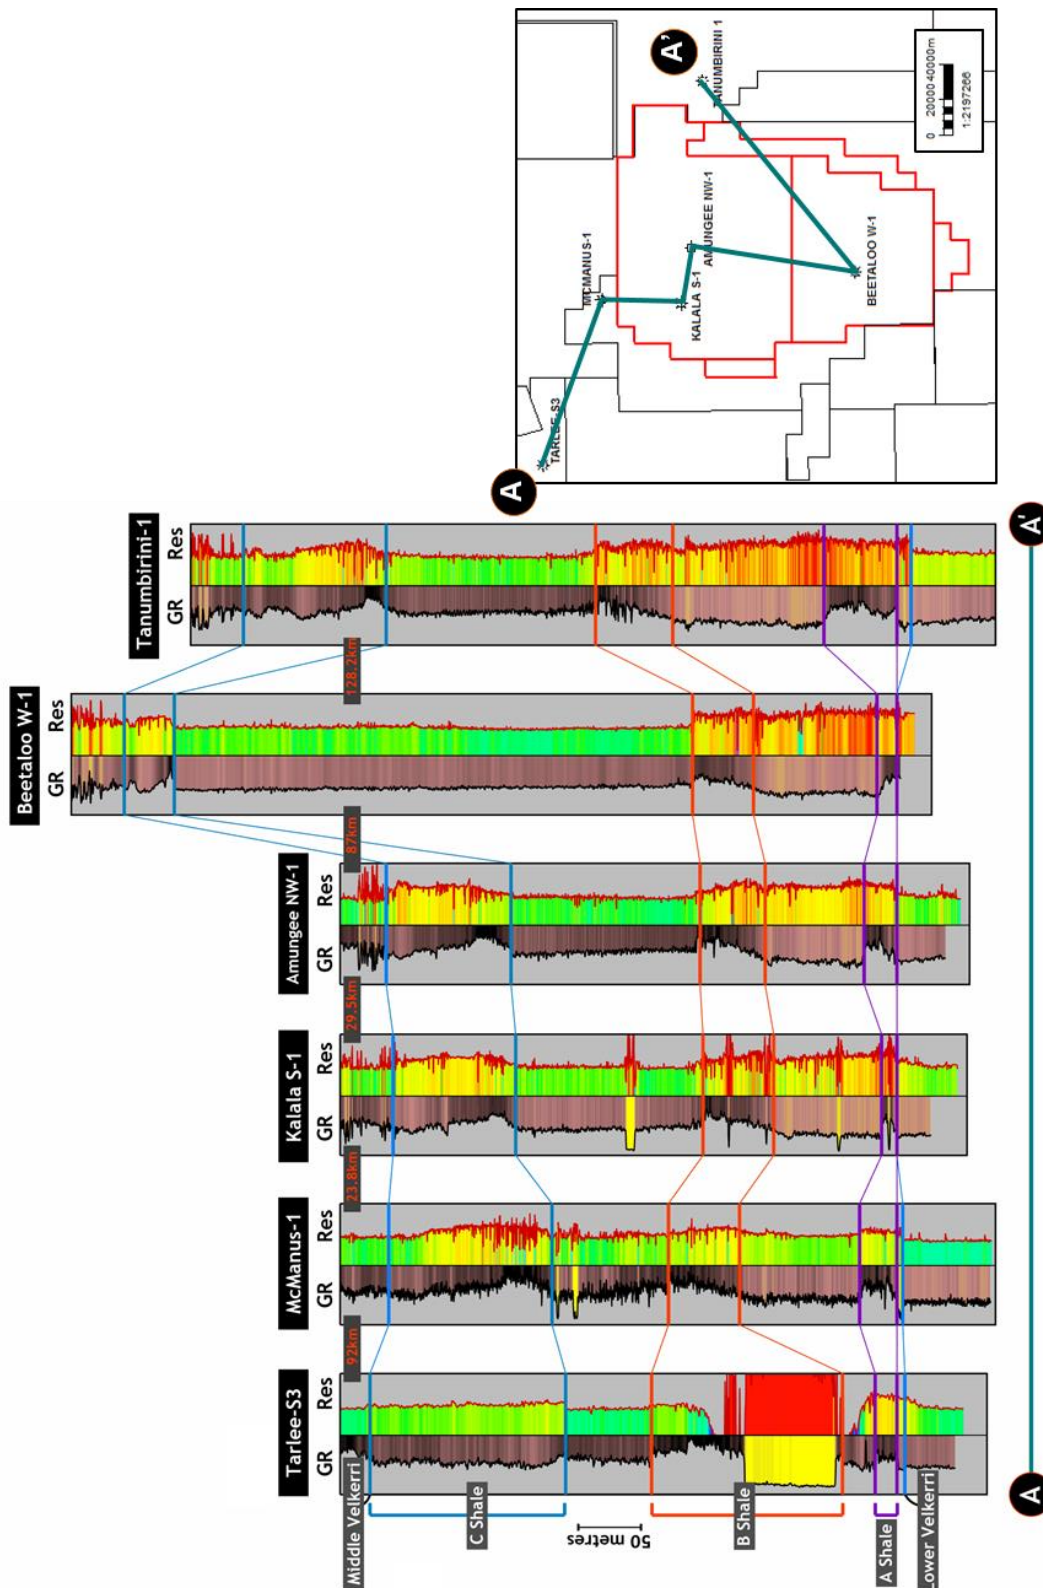 A
A'
TARLEE-S3
MCMANUS-1
KALALA S-1
AMUNGEE NW-1
BEETALOO W-1
ANUMBIRINI 1
0 20000 40000m
1:2197266
Tarlee-S3
McManus-1
Kalala S-1
Amungee NW-1
Beetaloo W-1
Tanumbirini-1
GR Res
GR Res
GR Res
GR Res
GR Res
GR Res
92km
23.8km
29.5km
87km
128.2km
Middle Velkerri
C Shale
50 metres
B Shale
A Shale
Lower Velkerri
A
A'